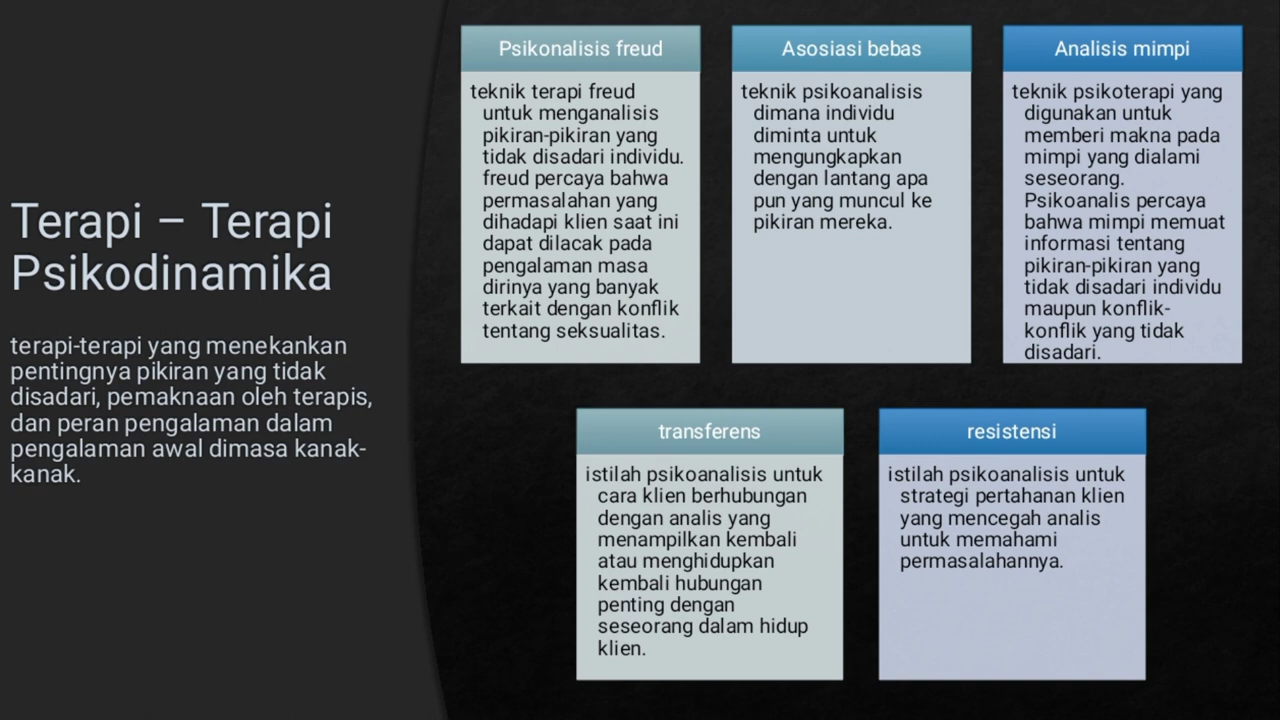 Terapi – Terapi
Psikodinamika
terapi-terapi yang menekankan
pentingnya pikiran yang tidak
disadari, pemaknaan oleh terapis,
dan peran pengalaman dalam
pengalaman awal dimasa kanak-
kanak.
Psikonalisis freud
teknik terapi freud
untuk menganalisis
pikiran-pikiran yang
tidak disadari individu.
freud percaya bahwa
permasalahan yang
dihadapi klien saat ini
dapat dilacak pada
pengalaman masa
dirinya yang banyak
terkait dengan konflik
tentang seksualitas.
Asosiasi bebas
teknik psikoanalisis
dimana individu
diminta untuk
mengungkapkan
dengan lantang apa
pun yang muncul ke
pikiran mereka.
Analisis mimpi
teknik psikoterapi yang
digunakan untuk
memberi makna pada
mimpi yang dialami
seseorang.
Psikoanalis percaya
bahwa mimpi memuat
informasi tentang
pikiran-pikiran yang
tidak disadari individu
maupun konflik-
konflik yang tidak
disadari.
transferens
istilah psikoanalisis untuk
cara klien berhubungan
dengan analis yang
menampilkan kembali
atau menghidupkan
kembali hubungan
penting dengan
seseorang dalam hidup
klien.
resistensi
istilah psikoanalisis untuk
strategi pertahanan klien
yang mencegah analis
untuk memahami
permasalahannya.